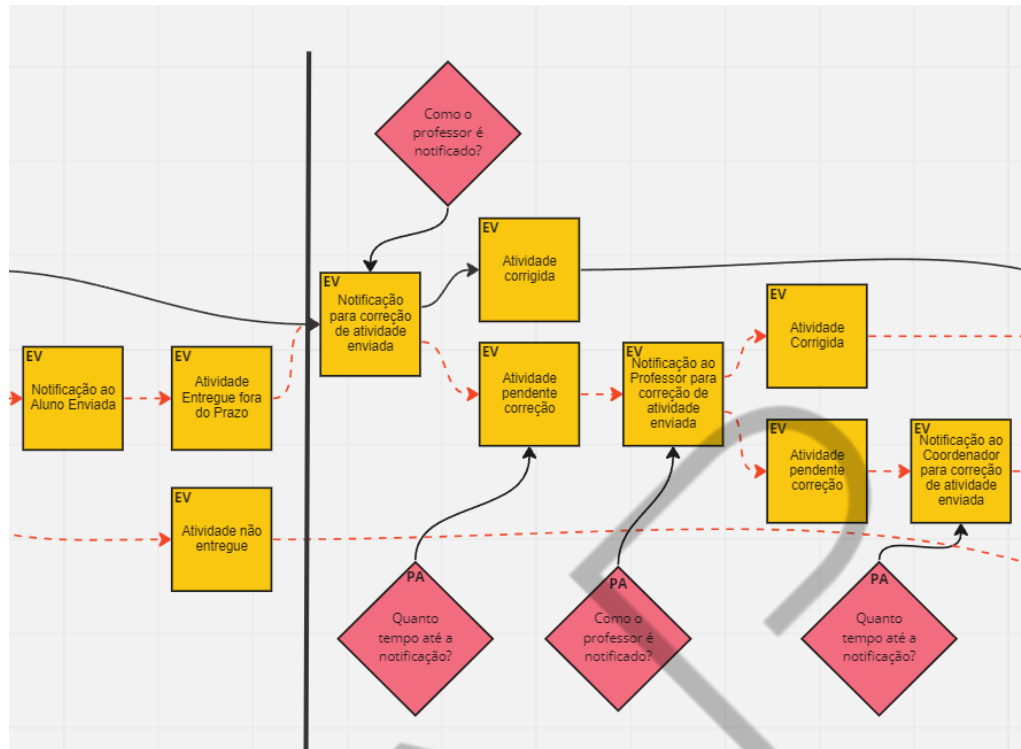 Como o
professor é
notificado?
EV
Notificação
para correção
de atividade
enviada
EV
Atividade
corrigida
EV
Atividade
Corrigida
EV
Notificação ao
Aluno Enviada
EV
Atividade
Entregue fora
do Prazo
EV
Atividade
pendente
correção
EV
Notificação ao
Professor para
correção de
atividade
enviada
EV
Atividade
pendente
correção
EV
Notificação ao
Coordenador
para correção
de atividade
enviada
EV
Atividade não
entregue
PA
Quanto
tempo até a
notificação?
PA
Como o
professor é
notificado?
PA
Quanto
tempo até a
notificação?